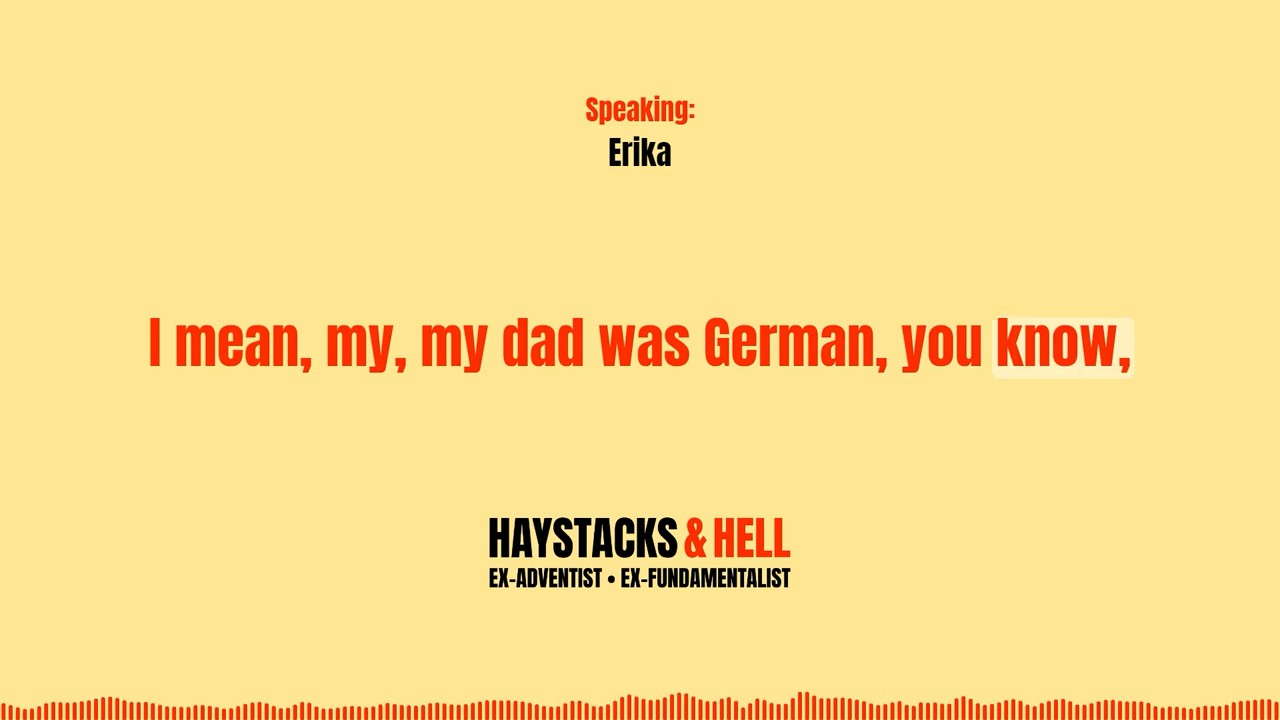 Speaking:
Erika
I mean, my, my dad was German, you know,
HAYSTACKS & HELL
EX-ADVENTIST • EX-FUNDAMENTALIST